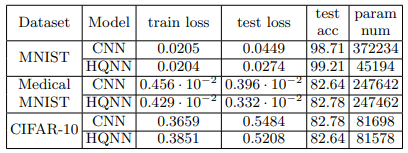 Dataset Model train loss test loss test acc param num
MNIST CNN 0.0205 0.0449 98.71 372234
HQNN 0.0204 0.0274 99.21 45194
Medical MNIST CNN 0.456 · 10⁻² 0.396 · 10⁻² 82.64 247642
HQNN 0.429 · 10⁻² 0.332 · 10⁻² 82.78 247462
CIFAR-10 CNN 0.3659 0.5484 82.78 81698
HQNN 0.3851 0.5208 82.64 81578